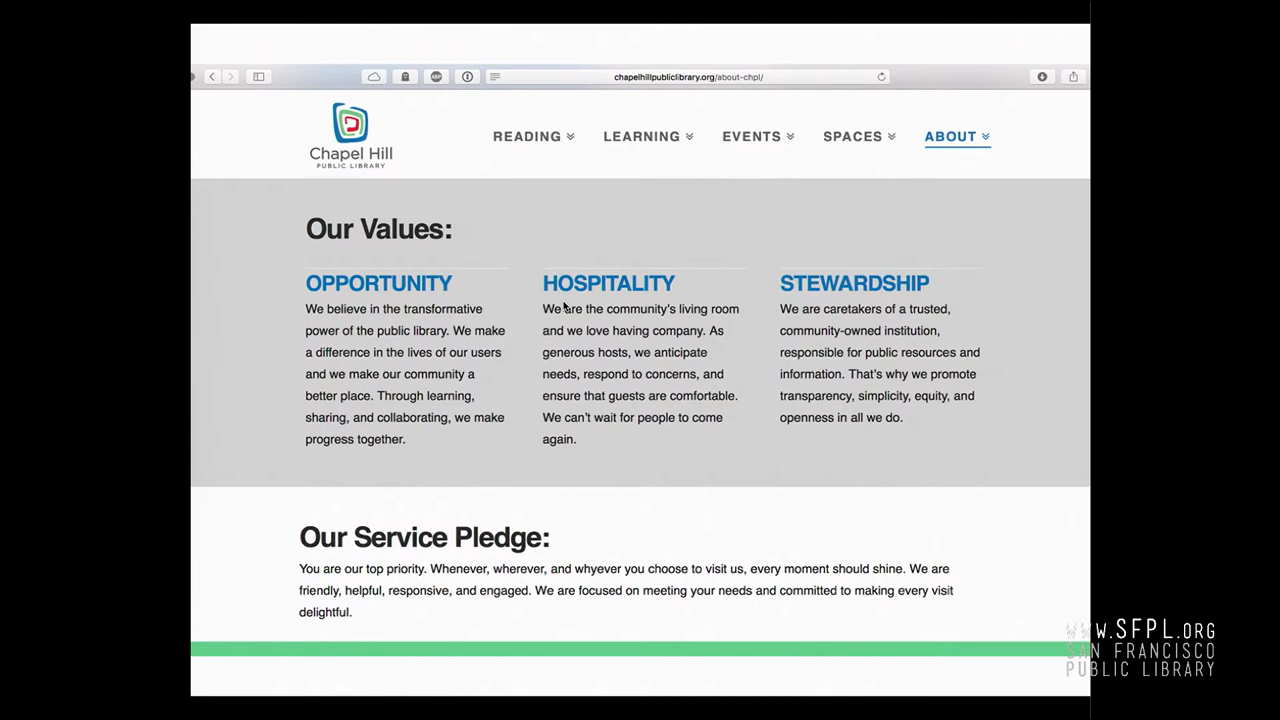 chapelhillpubliclibrary.org/about-chpl/
Chapel Hill
PUBLIC LIBRARY
READING
LEARNING
EVENTS
SPACES
ABOUT
Our Values:
OPPORTUNITY
We believe in the transformative
power of the public library. We make
a difference in the lives of our users
and we make our community a
better place. Through learning,
sharing, and collaborating, we make
progress together.
HOSPITALITY
We are the community's living room
and we love having company. As
generous hosts, we anticipate
needs, respond to concerns, and
ensure that guests are comfortable.
We can't wait for people to come
again.
STEWARDSHIP
We are caretakers of a trusted,
community-owned institution,
responsible for public resources and
information. That's why we promote
transparency, simplicity, equity, and
openness in all we do.
Our Service Pledge:
You are our top priority. Whenever, wherever, and whyever you choose to visit us, every moment should shine. We are
friendly, helpful, responsive, and engaged. We are focused on meeting your needs and committed to making every visit
delightful.
WWW.SFPL.ORG
SAN FRANCISCO
PUBLIC LIBRARY